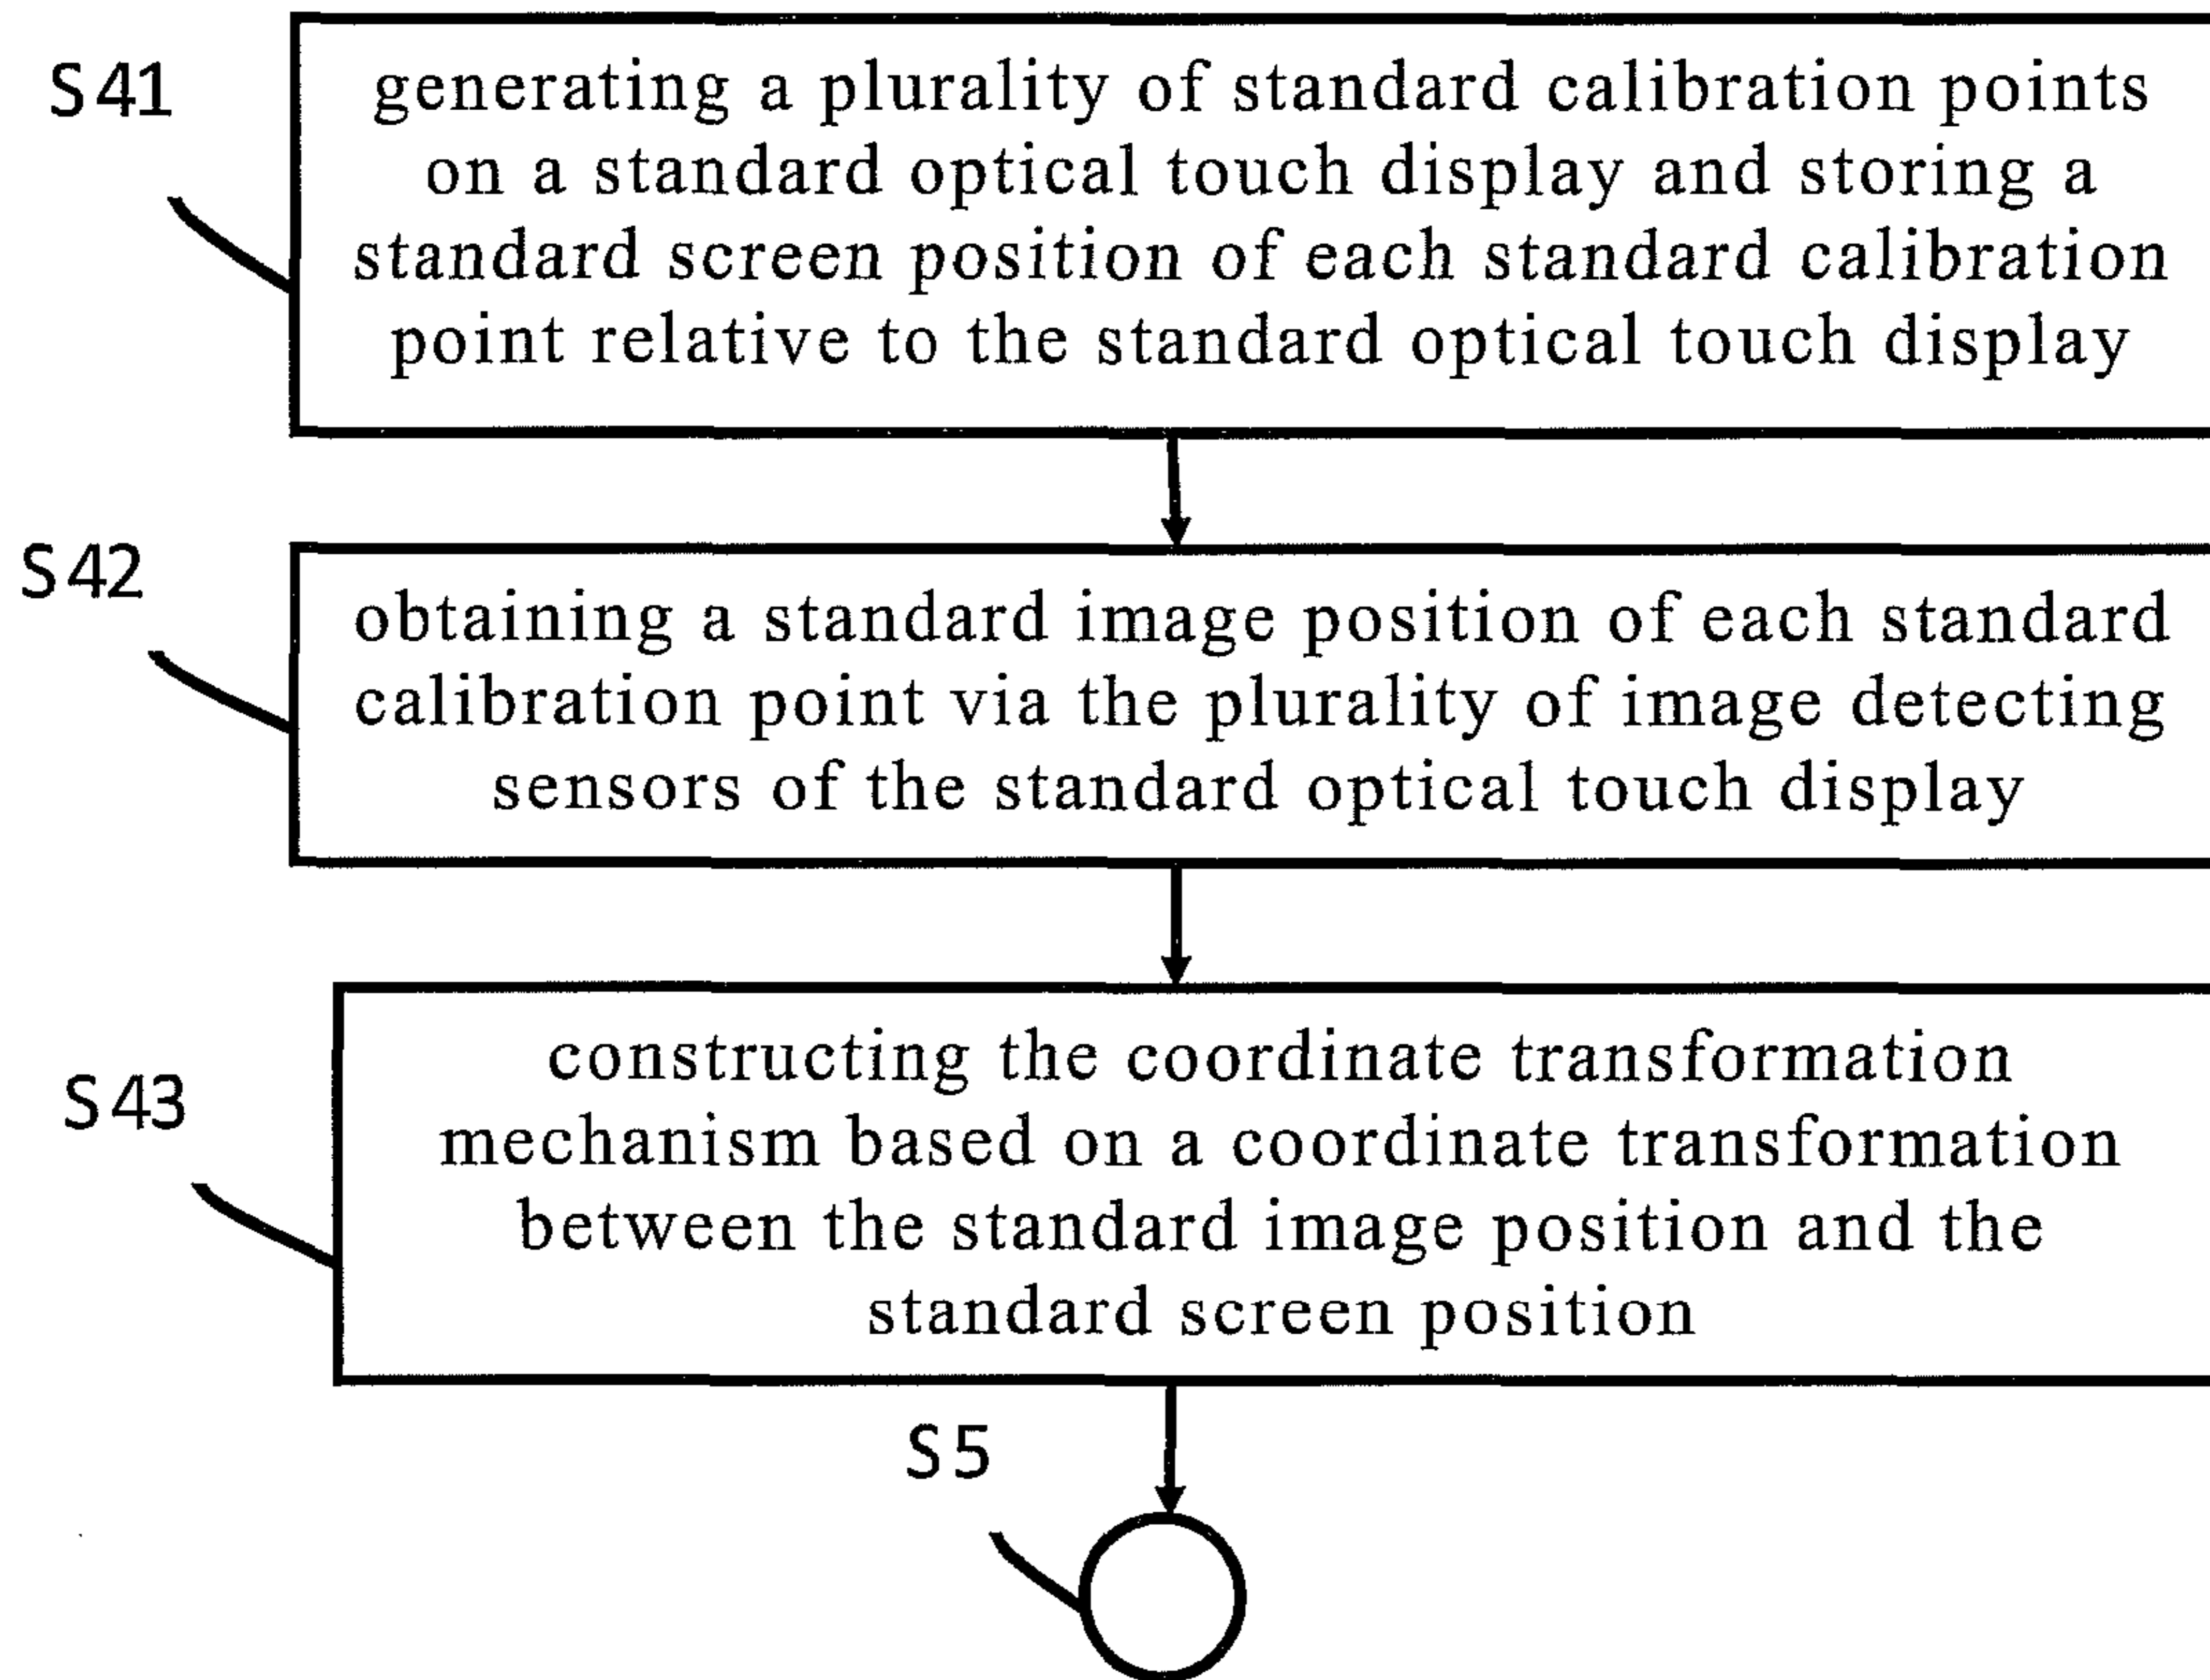 S41
generating a plurality of standard calibration points
on a standard optical touch display and storing a
standard screen position of each standard calibration
point relative to the standard optical touch display
S42
obtaining a standard image position of each standard
calibration point via the plurality of image detecting
sensors of the standard optical touch display
S43
constructing the coordinate transformation
mechanism based on a coordinate transformation
between the standard image position and the
standard screen position
S5